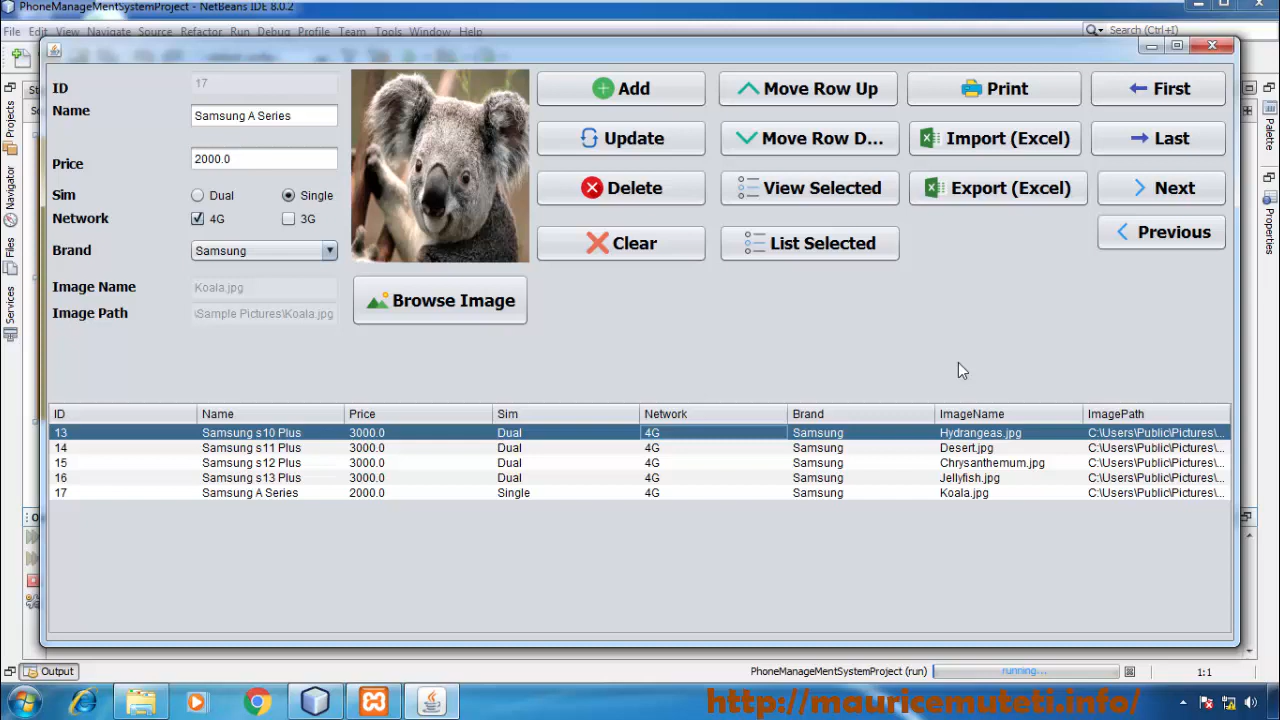 PhoneManageMentSystemProject - NetBeans IDE 8.0.2
File Edit View Navigate Source Refactor Run Debug Profile Team Tools Window Help
Search (Ctrl+I)
Projects
Navigator
Files
Services
Palette
Properties
ID 17
Name Samsung A Series
Price 2000.0
Sim Dual Single
Network 4G 3G
Brand Samsung
Image Name Koala.jpg
Image Path \Sample Pictures\Koala.jpg
Browse Image
Add Move Row Up Print First
Update Move Row D... Import (Excel) Last
Delete View Selected Export (Excel) Next
Clear List Selected Previous
ID Name Price Sim Network Brand ImageName ImagePath
13 Samsung s10 Plus 3000.0 Dual 4G Samsung Hydrangeas.jpg C:\Users\Public\Pictures\...
14 Samsung s11 Plus 3000.0 Dual 4G Samsung Desert.jpg C:\Users\Public\Pictures\...
15 Samsung s12 Plus 3000.0 Dual 4G Samsung Chrysanthemum.jpg C:\Users\Public\Pictures\...
16 Samsung s13 Plus 3000.0 Dual 4G Samsung Jellyfish.jpg C:\Users\Public\Pictures\...
17 Samsung A Series 2000.0 Single 4G Samsung Koala.jpg C:\Users\Public\Pictures\...
Output
PhoneManageMentSystemProject (run) running... 1:1
http://mauricemuteti.info/